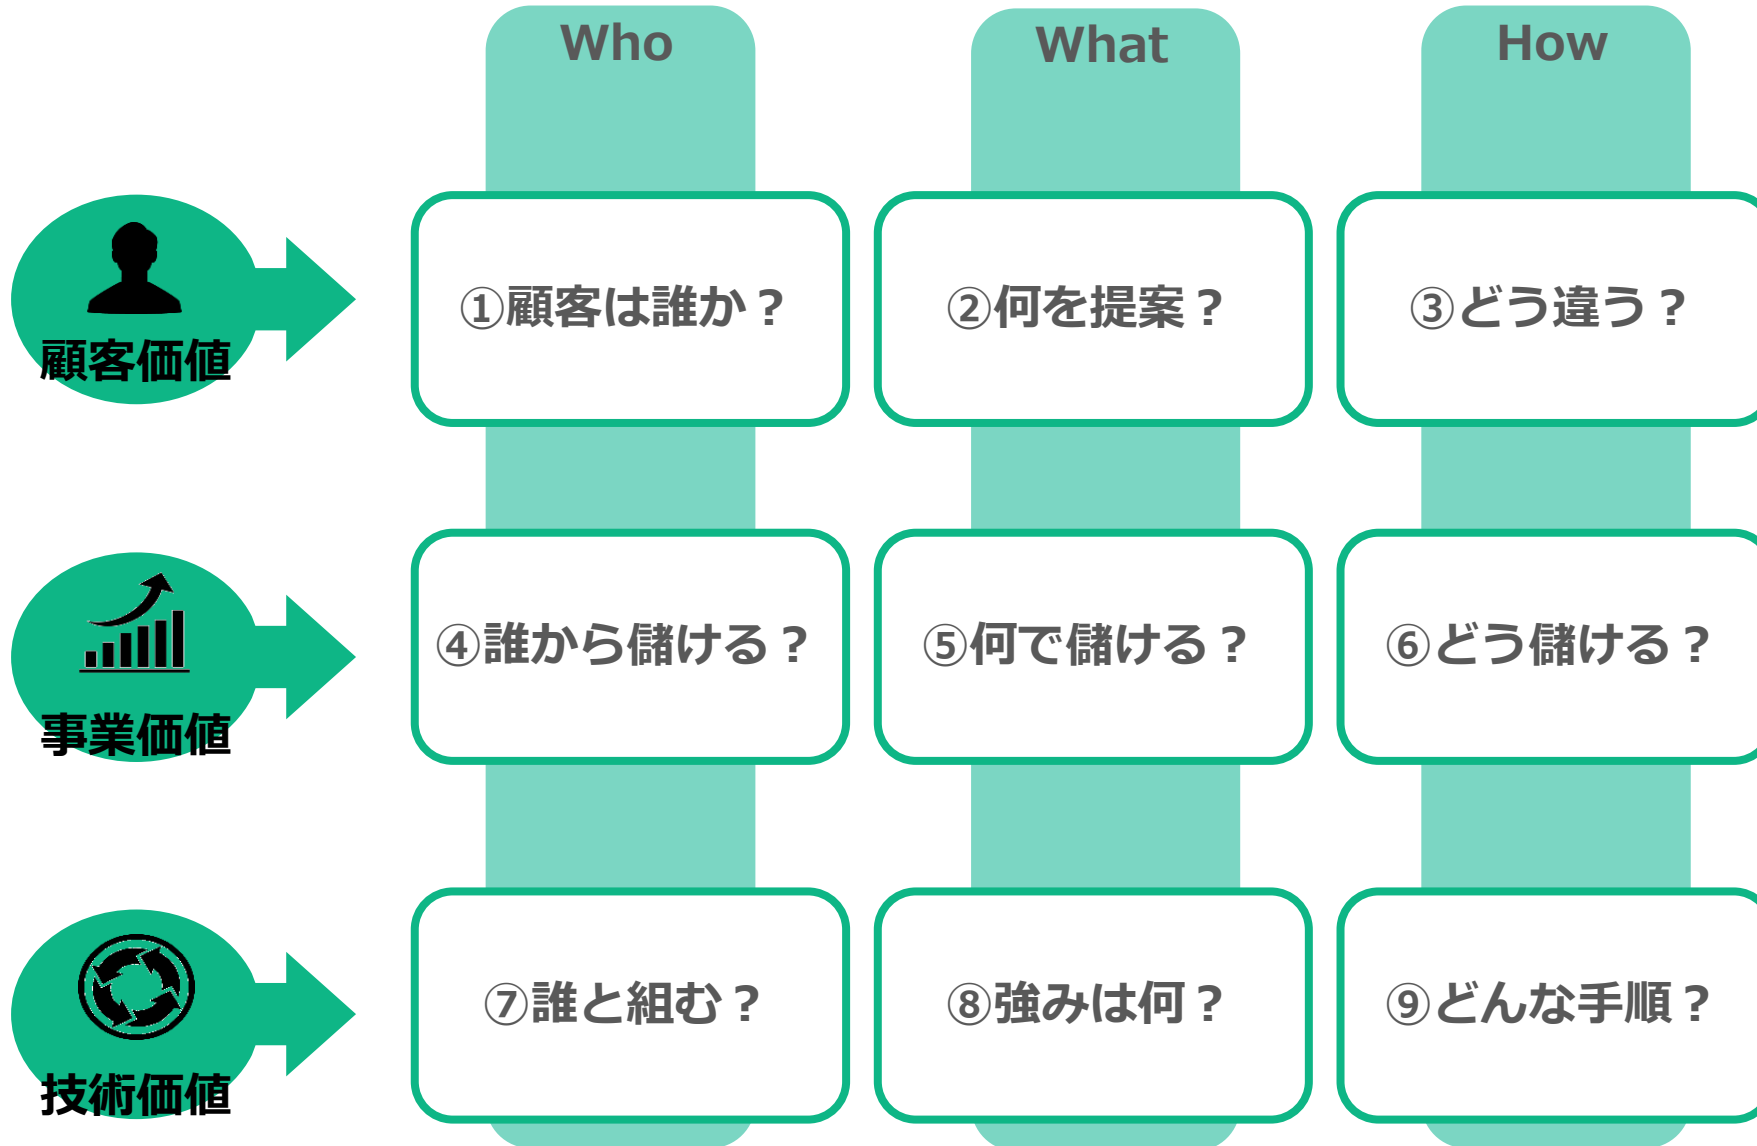 Who
What
How
顧客価値
①顧客は誰か？
②何を提案？
③どう違う？
事業価値
④誰から儲ける？
⑤何で儲ける？
⑥どう儲ける？
技術価値
⑦誰と組む？
⑧強みは何？
⑨どんな手順？